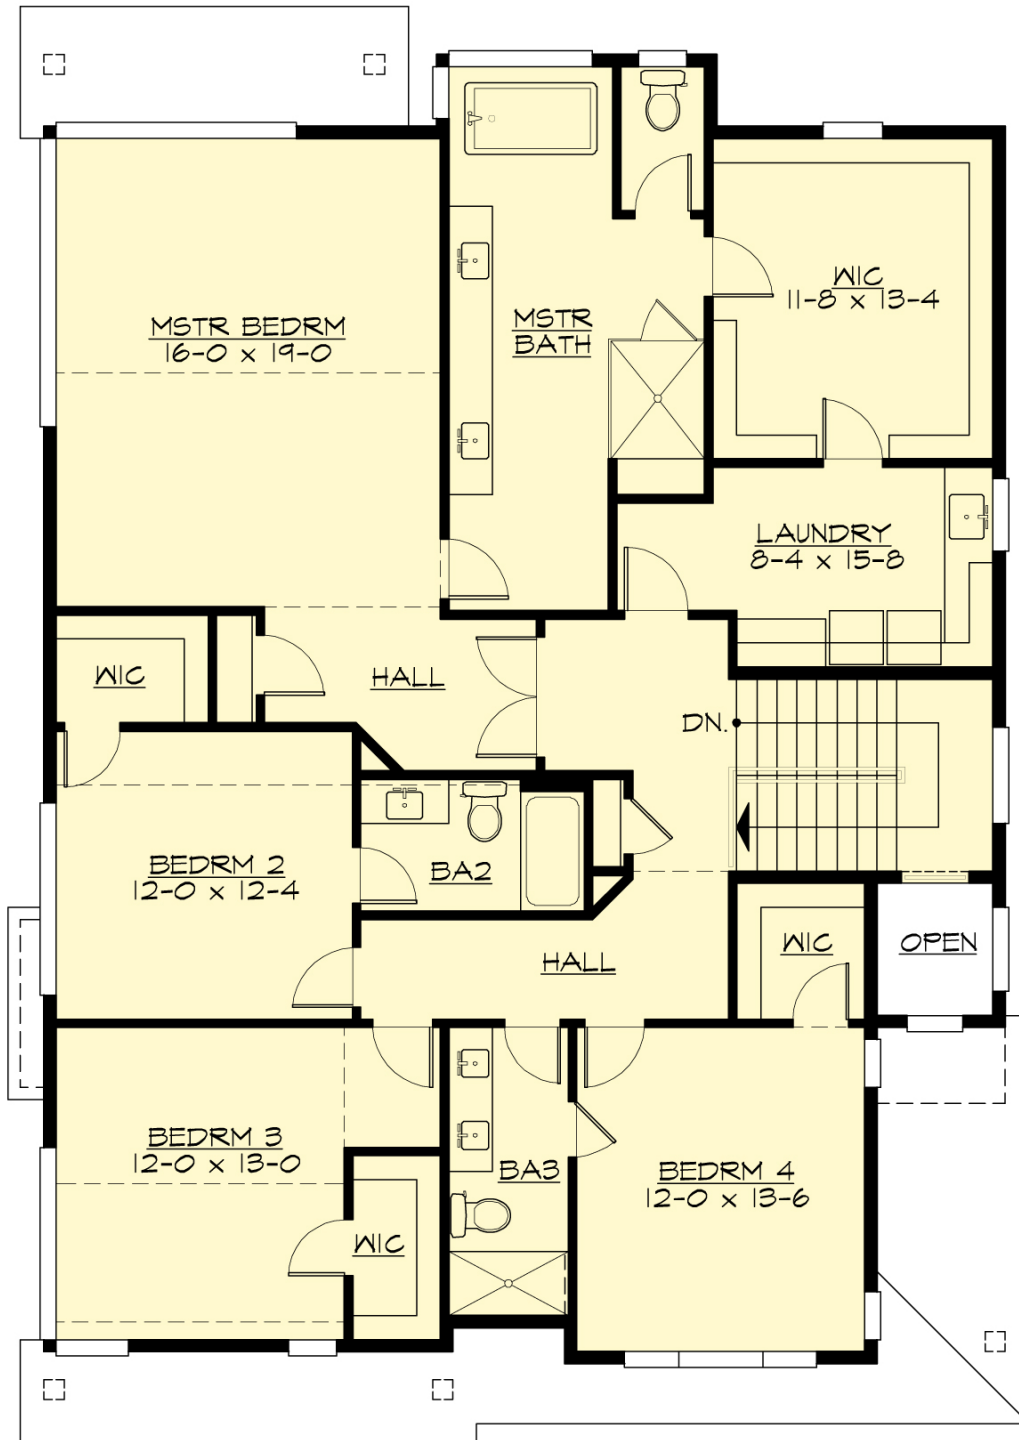 MSTR BEDRM
16-0 x 19-0
MSTR
BATH
WIC
11-8 x 13-4
LAUNDRY
8-4 x 15-8
WIC
HALL
DN.
BEDRM 2
12-0 x 12-4
BA2
HALL
WIC
OPEN
BEDRM 3
12-0 x 13-0
WIC
BA3
BEDRM 4
12-0 x 13-6